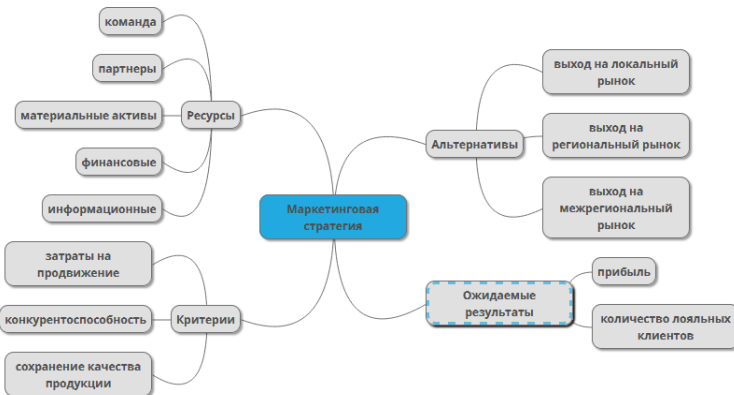 команда
партнеры
материальные активы
финансовые
информационные
Ресурсы
затраты на
продвижение
конкурентоспособность
сохранение качества
продукции
Критерии
Маркетинговая
стратегия
Альтернативы
выход на локальный
рынок
выход на
региональный рынок
выход на
межрегиональный
рынок
Ожидаемые
результаты
прибыль
количество лояльных
клиентов